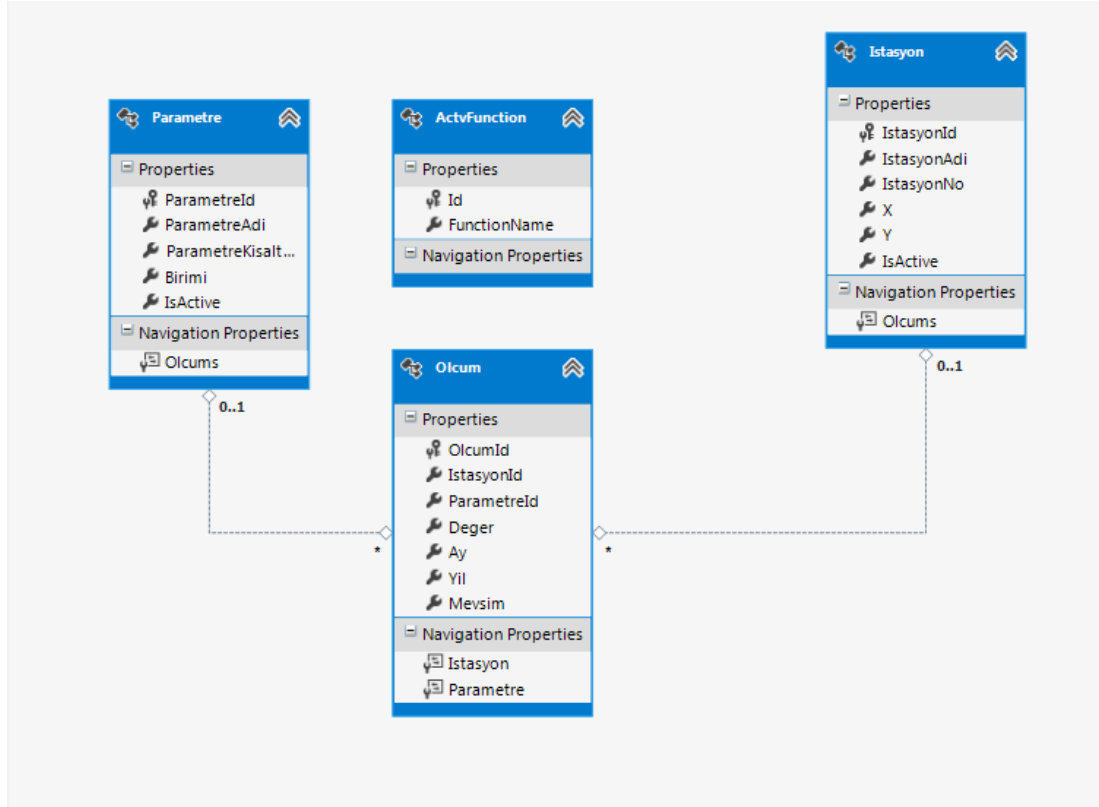 Parametre
Properties
ParametreId
ParametreAdi
ParametreKisalt...
Birimi
IsActive
Navigation Properties
Olcums
0..1
ActvFunction
Properties
Id
FunctionName
Navigation Properties
Istasyon
Properties
IstasyonId
IstasyonAdi
IstasyonNo
X
Y
IsActive
Navigation Properties
Olcums
0..1
Olcum
Properties
OlcumId
IstasyonId
ParametreId
Deger
Ay
Yil
Mevsim
Navigation Properties
Istasyon
Parametre
*
*